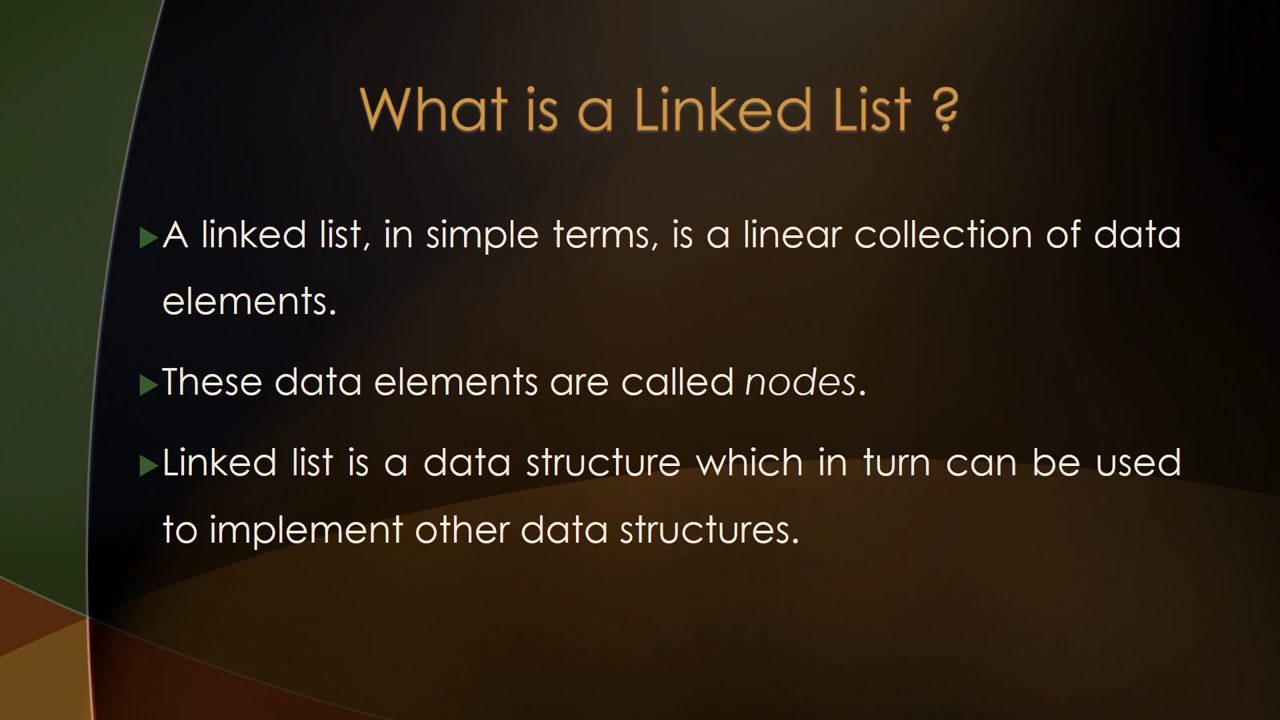 What is a Linked List ?
A linked list, in simple terms, is a linear collection of data
elements.
These data elements are called nodes.
Linked list is a data structure which in turn can be used
to implement other data structures.